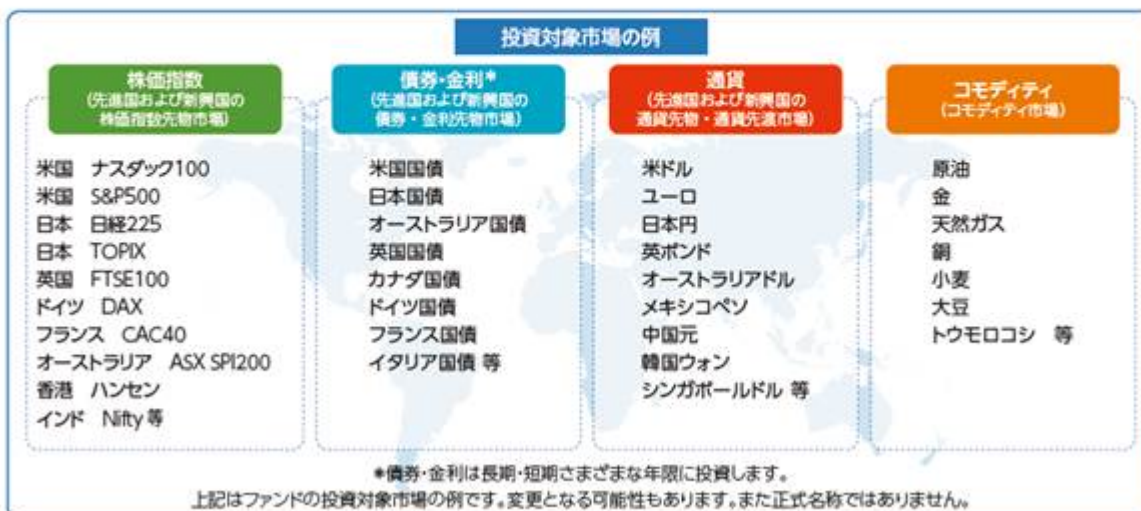 投資対象市場の例
株価指数
(先進国および新興国の
株価指数先物市場)
米国 ナスダック100
米国 S&P500
日本 日経225
日本 TOPIX
英国 FTSE100
ドイツ DAX
フランス CAC40
オーストラリア ASX SPI200
香港 ハンセン
インド Nifty 等
債券・金利*
(先進国および新興国の
債券・金利先物市場)
米国国債
日本国債
オーストラリア国債
英国国債
カナダ国債
ドイツ国債
フランス国債
イタリア国債 等
通貨
(先進国および新興国の
通貨先物・通貨先渡市場)
米ドル
ユーロ
日本円
英ポンド
オーストラリアドル
メキシコペソ
中国元
韓国ウォン
シンガポールドル 等
コモディティ
(コモディティ市場)
原油
金
天然ガス
銅
小麦
大豆
トウモロコシ 等
*債券・金利は長期・短期さまざまな年限に投資します。
上記はファンドの投資対象市場の例です。変更となる可能性もあります。また正式名称ではありません。